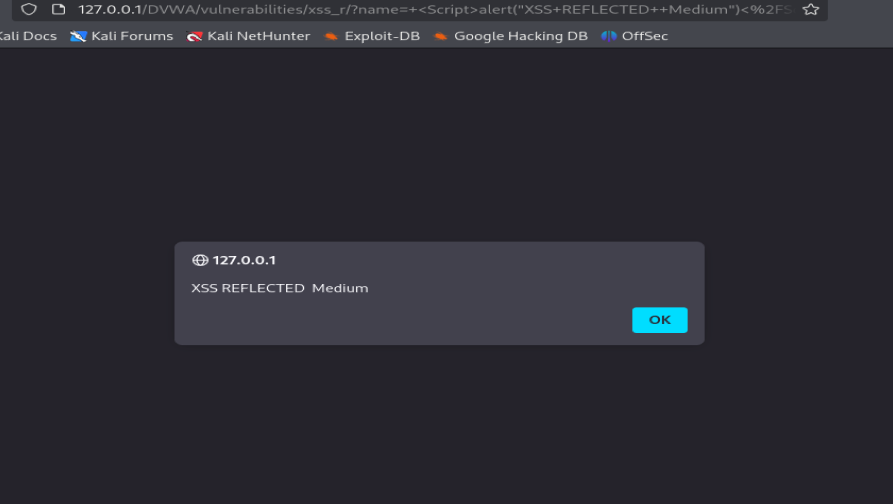 127.0.0.1/DVWA/vulnerabilities/xss_r/?name=+<Script>alert("XSS+REFLECTED++Medium")<%2FS
Kali Docs Kali Forums Kali NetHunter Exploit-DB Google Hacking DB OffSec
127.0.0.1
XSS REFLECTED  Medium
OK